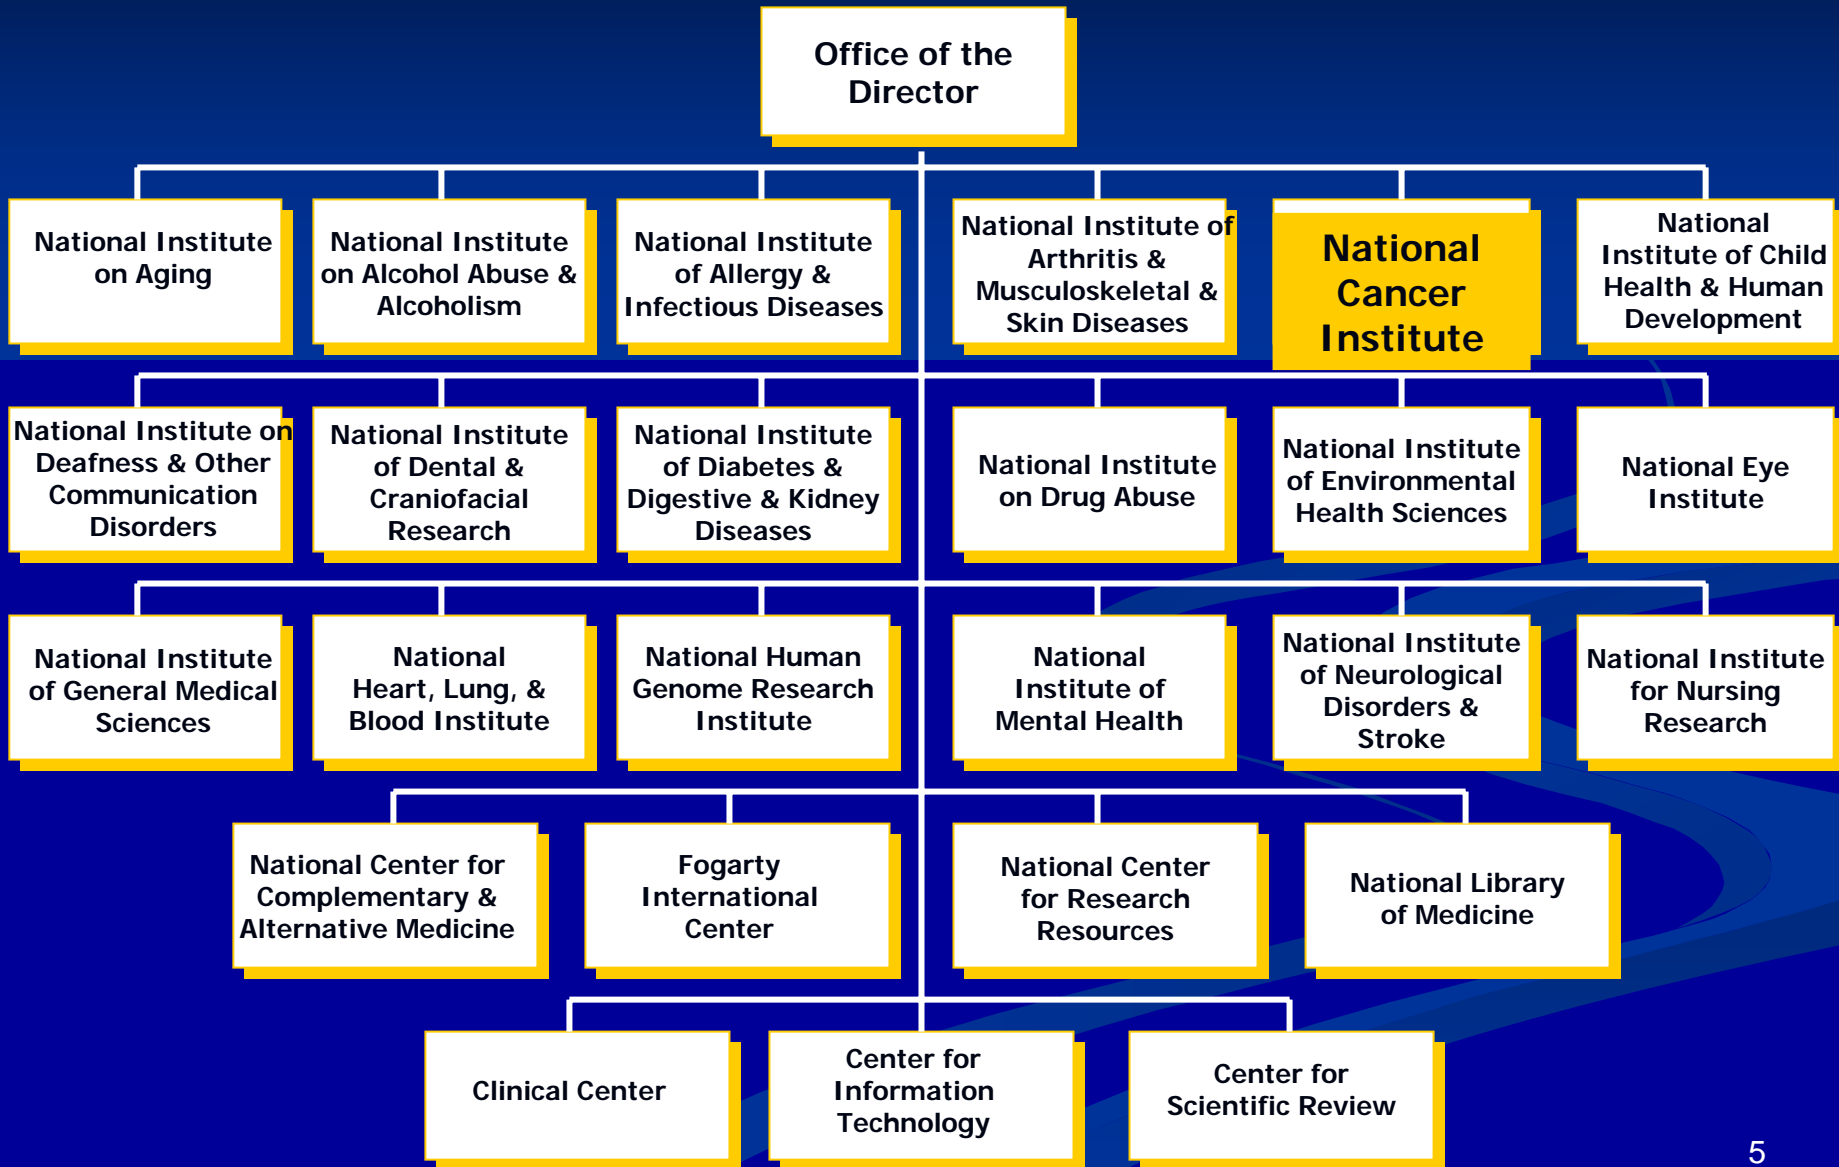 Office of the
Director
National Institute
on Aging
National Institute
on Alcohol Abuse &
Alcoholism
National Institute
of Allergy &
Infectious Diseases
National Institute of
Arthritis &
Musculoskeletal &
Skin Diseases
National
Cancer
Institute
National
Institute of Child
Health & Human
Development
National Institute on
Deafness & Other
Communication
Disorders
National Institute
of Dental &
Craniofacial
Research
National Institute
of Diabetes &
Digestive & Kidney
Diseases
National Institute
on Drug Abuse
National Institute
of Environmental
Health Sciences
National Eye
Institute
National Institute
of General Medical
Sciences
National
Heart, Lung, &
Blood Institute
National Human
Genome Research
Institute
National
Institute of
Mental Health
National Institute
of Neurological
Disorders &
Stroke
National Institute
for Nursing
Research
National Center for
Complementary &
Alternative Medicine
Fogarty
International
Center
National Center
for Research
Resources
National Library
of Medicine
Clinical Center
Center for
Information
Technology
Center for
Scientific Review
5